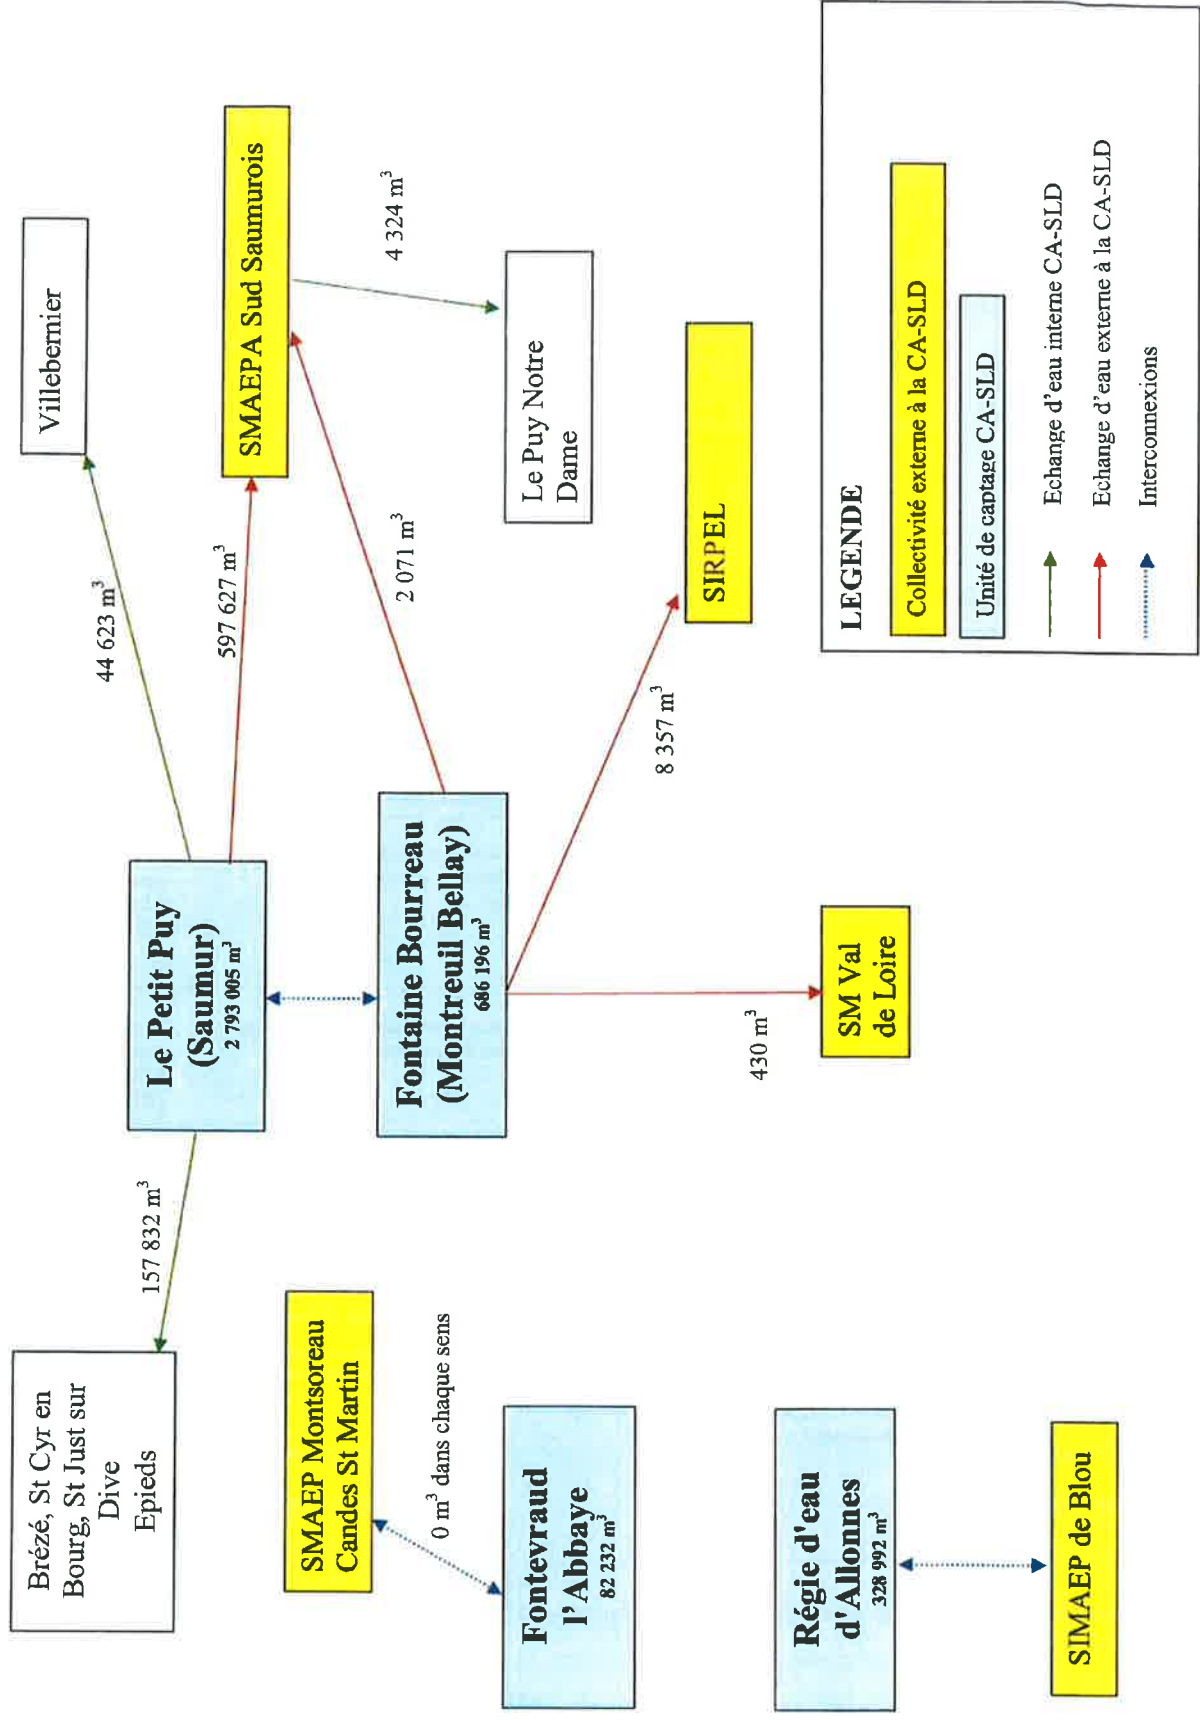 Brézé, St Cyr en
Bourg, St Just sur
Dive
Epieds
157 832 m³
Le Petit Puy
(Saumur)
2 793 005 m³
44 623 m³
Villebernier
597 627 m³
SMAEPA Sud Saumurois
4 324 m³
Le Puy Notre
Dame
2 071 m³
Fontaine Bourreau
(Montreuil Bellay)
686 196 m³
8 357 m³
SIRPEL
430 m³
SM Val
de Loire
SMAEP Montsoreau
Candes St Martin
0 m³ dans chaque sens
Fontevraud
l'Abbaye
82 232 m³
Régie d'eau
d'Allonnes
328 992 m³
SIMAEP de Blou
LEGENDE
Collectivité externe à la CA-SLD
Unité de captage CA-SLD
Echange d'eau interne CA-SLD
Echange d'eau externe à la CA-SLD
Interconnexions